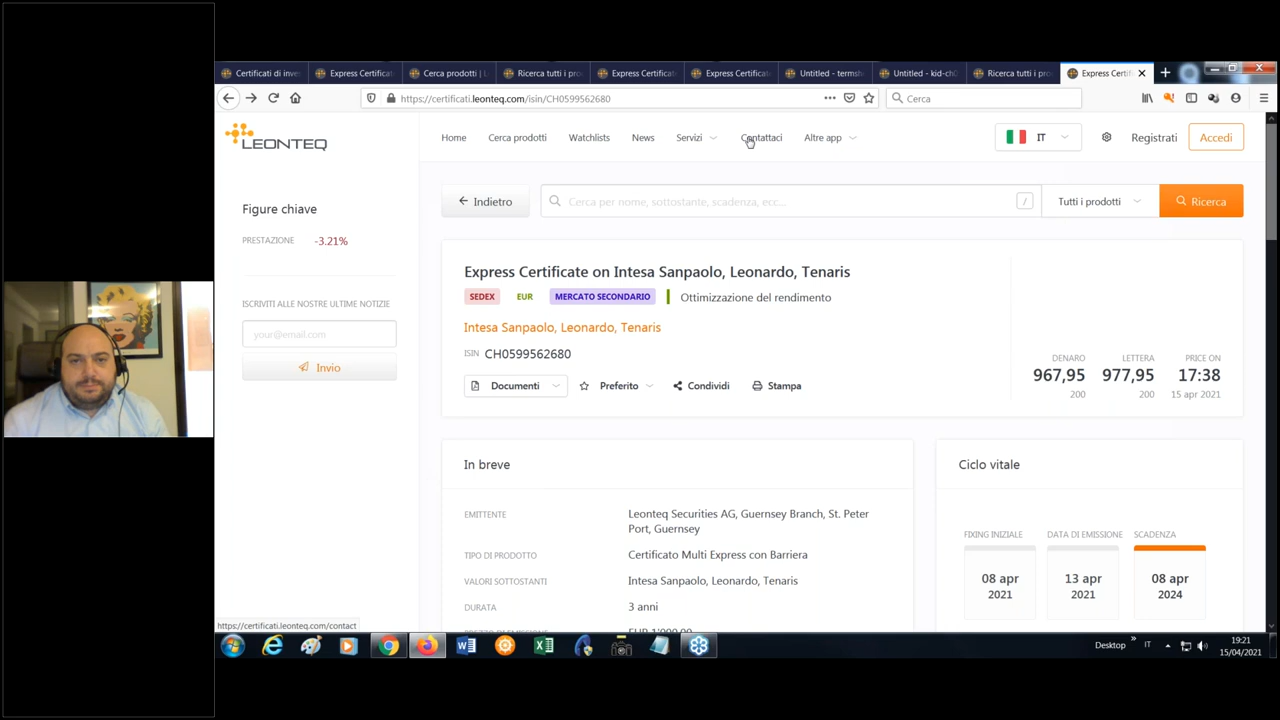 Certificati di inve
Express Certificat
Cerca prodotti | L
Ricerca tutti i pro
Express Certificat
Express Certificat
Untitled - termsh
Untitled - kid-ch0
Ricerca tutti i pro
Express Certifi
https://certificati.leonteq.com/isin/CH0599562680
Cerca
LEONTEQ
Home
Cerca prodotti
Watchlists
News
Servizi
Contattaci
Altre app
IT
Registrati
Accedi
Indietro
Cerca per nome, sottostante, scadenza, ecc...
/
Tutti i prodotti
Ricerca
Figure chiave
PRESTAZIONE -3.21%
ISCRIVITI ALLE NOSTRE ULTIME NOTIZIE
your@email.com
Invio
Express Certificate on Intesa Sanpaolo, Leonardo, Tenaris
SEDEX EUR MERCATO SECONDARIO Ottimizzazione del rendimento
Intesa Sanpaolo, Leonardo, Tenaris
ISIN CH0599562680
Documenti
Preferito
Condividi
Stampa
DENARO LETTERA PRICE ON
967,95 977,95 17:38
200 200 15 apr 2021
In breve
EMITTENTE Leonteq Securities AG, Guernsey Branch, St. Peter
Port, Guernsey
TIPO DI PRODOTTO Certificato Multi Express con Barriera
VALORI SOTTOSTANTI Intesa Sanpaolo, Leonardo, Tenaris
DURATA 3 anni
Ciclo vitale
FIXING INIZIALE DATA DI EMISSIONE SCADENZA
08 apr 13 apr 08 apr
2021 2021 2024
https://certificati.leonteq.com/contact
Desktop
IT
19:21
15/04/2021